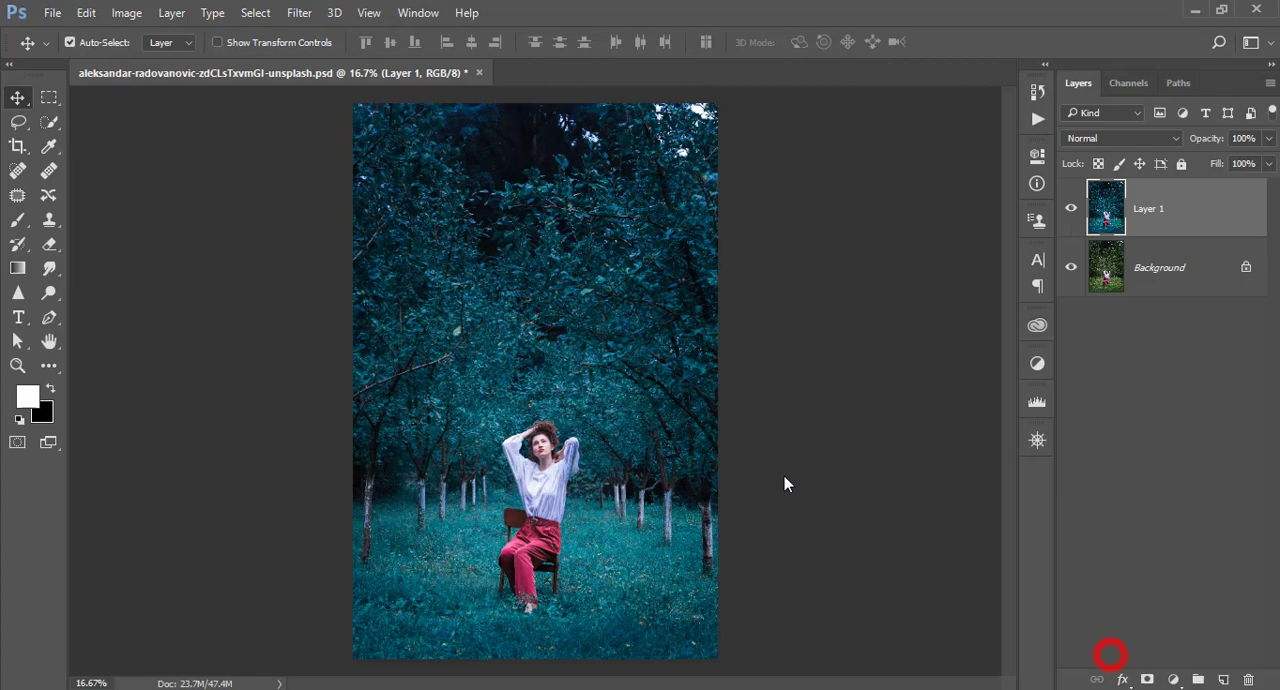 Ps File Edit Image Layer Type Select Filter 3D View Window Help
Auto-Select: Layer Show Transform Controls 3D Mode:
aleksandar-radovanovic-zdCLsTxvmGI-unsplash.psd @ 16.7% (Layer 1, RGB/8) *
Layers Channels Paths
Kind
Normal Opacity: 100%
Lock: Fill: 100%
Layer 1
Background
16.67% Doc: 23.7M/47.4M
fx